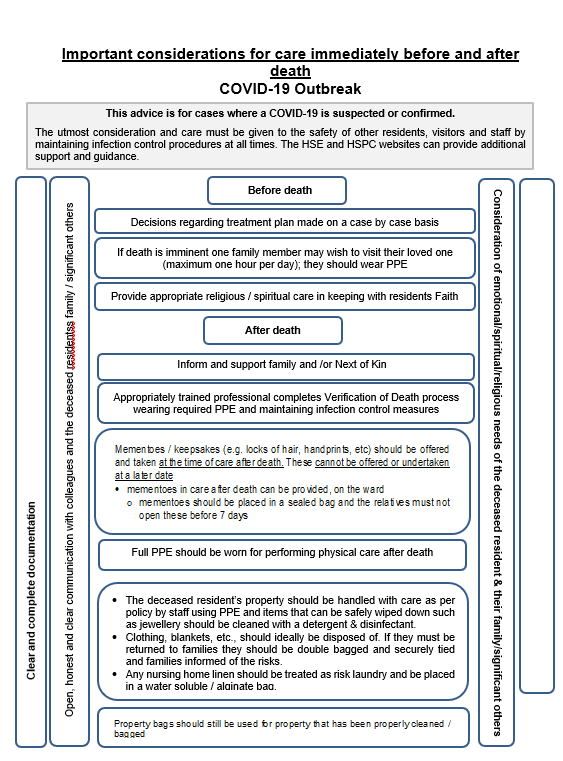 Important considerations for care immediately before and after
death
COVID-19 Outbreak
This advice is for cases where a COVID-19 is suspected or confirmed.
The utmost consideration and care must be given to the safety of other residents, visitors and staff by
maintaining infection control procedures at all times. The HSE and HSPC websites can provide additional
support and guidance.
Clear and complete documentation
Open, honest and clear communication with colleagues and the deceased residentss family / significant others
Before death
Decisions regarding treatment plan made on a case by case basis
If death is imminent one family member may wish to visit their loved one
(maximum one hour per day); they should wear PPE
Provide appropriate religious / spiritual care in keeping with residents Faith
After death
Inform and support family and /or Next of Kin
Appropriately trained professional completes Verification of Death process
wearing required PPE and maintaining infection control measures
Mementoes / keepsakes (e.g. locks of hair, handprints, etc) should be offered
and taken at the time of care after death. These cannot be offered or undertaken
at a later date
• mementoes in care after death can be provided, on the ward
o mementoes should be placed in a sealed bag and the relatives must not
open these before 7 days
Full PPE should be worn for performing physical care after death
• The deceased resident's property should be handled with care as per
policy by staff using PPE and items that can be safely wiped down such
as jewellery should be cleaned with a detergent & disinfectant.
• Clothing, blankets, etc., should ideally be disposed of. If they must be
returned to families they should be double bagged and securely tied
and families informed of the risks.
• Any nursing home linen should be treated as risk laundry and be placed
in a water soluble / alginate bag.
Property bags should still be used for property that has been properly cleaned /
bagged
Consideration of emotional/spiritual/religious needs of the deceased resident & their family/significant others